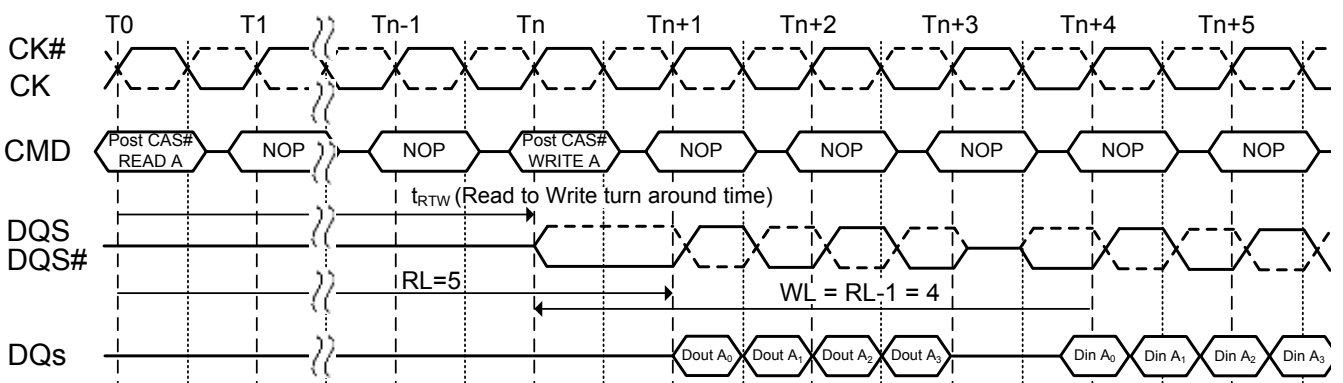 T0 T1 Tn-1 Tn Tn+1 Tn+2 Tn+3 Tn+4 Tn+5
CK#
CK
CMD
Post CAS#
READ A
NOP
NOP
Post CAS#
WRITE A
NOP
NOP
NOP
NOP
NOP
tRTW (Read to Write turn around time)
DQS
DQS#
RL=5
WL = RL-1 = 4
DQs
Dout A0 Dout A1 Dout A2 Dout A3 Din A0 Din A1 Din A2 Din A3